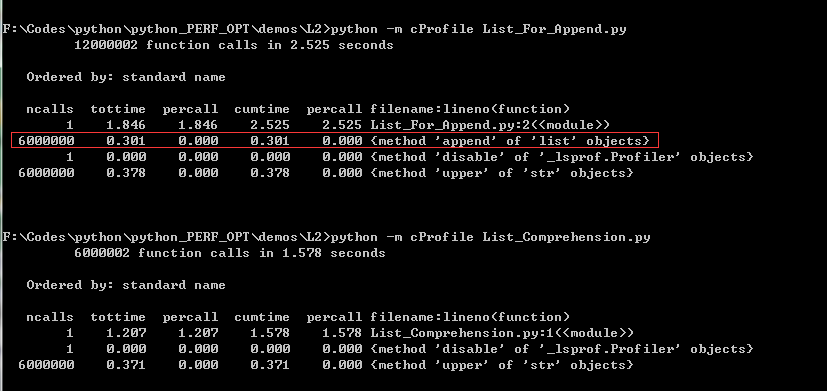 F:\Codes\python\python_PERF_OPT\demos\L2>python -m cProfile List_For_Append.py
12000002 function calls in 2.525 seconds
Ordered by: standard name
ncalls tottime percall cumtime percall filename:lineno(function)
1 1.846 1.846 2.525 2.525 List_For_Append.py:2(<module>)
6000000 0.301 0.000 0.301 0.000 {method 'append' of 'list' objects}
1 0.000 0.000 0.000 0.000 {method 'disable' of '_lsprof.Profiler' objects}
6000000 0.378 0.000 0.378 0.000 {method 'upper' of 'str' objects}
F:\Codes\python\python_PERF_OPT\demos\L2>python -m cProfile List_Comprehension.py
6000002 function calls in 1.578 seconds
Ordered by: standard name
ncalls tottime percall cumtime percall filename:lineno(function)
1 1.207 1.207 1.578 1.578 List_Comprehension.py:1(<module>)
1 0.000 0.000 0.000 0.000 {method 'disable' of '_lsprof.Profiler' objects}
6000000 0.371 0.000 0.371 0.000 {method 'upper' of 'str' objects}